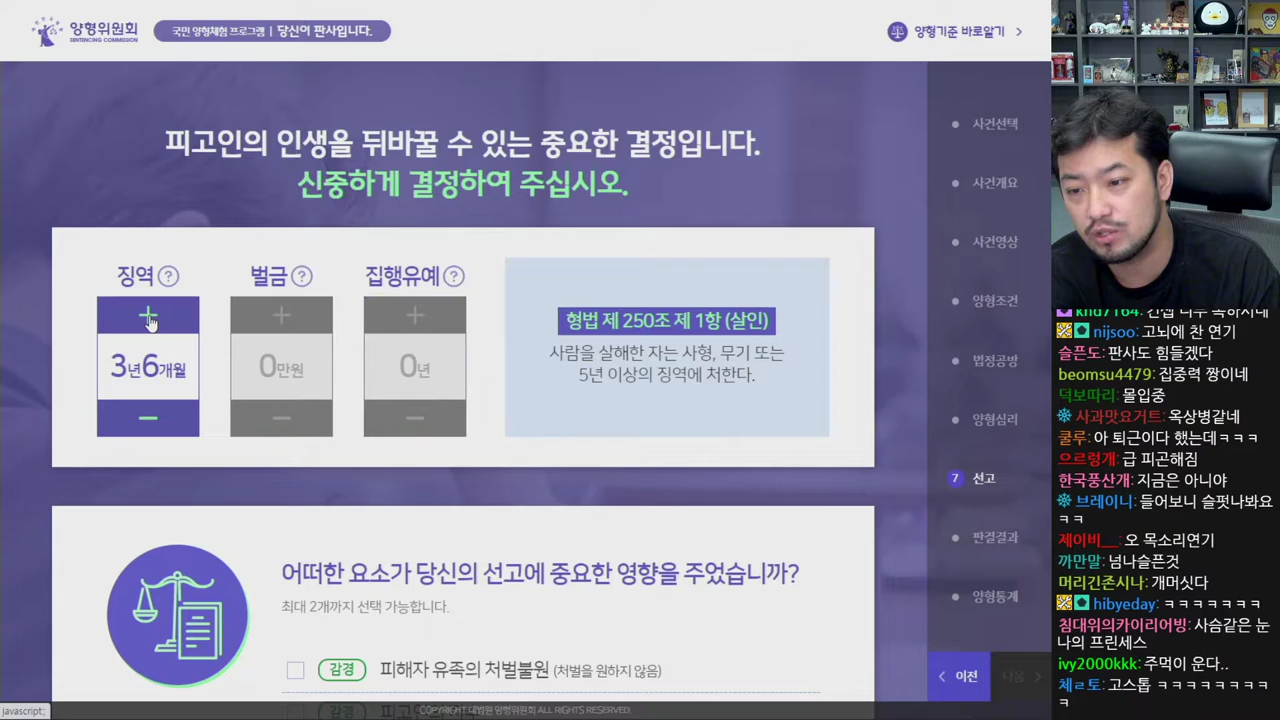 양형위원회
SENTENCING COMMISSION
국민 양형체험 프로그램 | 당신이 판사입니다.
양형기준 바로알기
피고인의 인생을 뒤바꿀 수 있는 중요한 결정입니다.
신중하게 결정하여 주십시오.
징역 ?
벌금 ?
집행유예 ?
3년6개월
0만원
0년
형법 제 250조 제 1항 (살인)
사람을 살해한 자는 사형, 무기 또는
5년 이상의 징역에 처한다.
어떠한 요소가 당신의 선고에 중요한 영향을 주었습니까?
최대 2개까지 선택 가능합니다.
감경 피해자 유족의 처벌불원 (처벌을 원하지 않음)
감경
COPYRIGHT 대법원 양형위원회 ALL RIGHTS RESERVED.
javascript:;
사건선택
사건개요
사건영상
양형조건
법정공방
양형심리
7 선고
판결결과
양형통계
이전
다음
nijsoo: 고뇌에 찬 연기
슬픈도: 판사도 힘들겠다
beomsu4479: 집중력 짱이네
덕보따리: 몰입중
사과맛요거트: 옥상병같네
쿨루: 아 퇴근이다 했는데ㅋㅋㅋ
으르렁개: 급 피곤해짐
한국풍산개: 지금은 아니야
브레이니: 들어보니 슬펏나봐요
ㅋㅋ
제이비__: 오 목소리연기
까만말: 넘나슬픈것
머리긴존시나: 개머싯다
hibyeday: ㅋㅋㅋㅋㅋㅋㅋ
침대위의카이리어빙: 사슴같은 눈
나의 프린세스
ivy2000kkk: 주먹이 운다..
체ㄹ토: 고스톱 ㅋㅋㅋㅋㅋㅋㅋㅋ
ㅋ